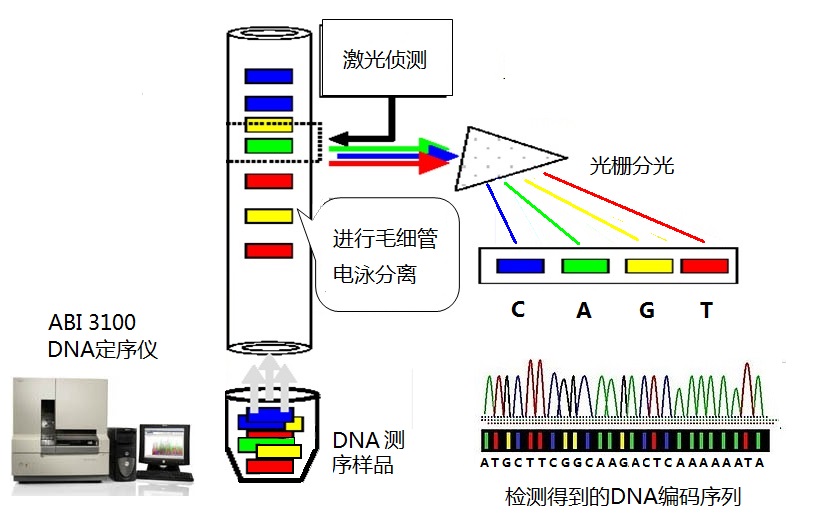 激光侦测
光栅分光
进行毛细管
电泳分离
C A G T
ABI 3100
DNA定序仪
DNA 测
序样品
ATGCTTCGGCAAGACTCAAAAAATA
检测得到的DNA编码序列